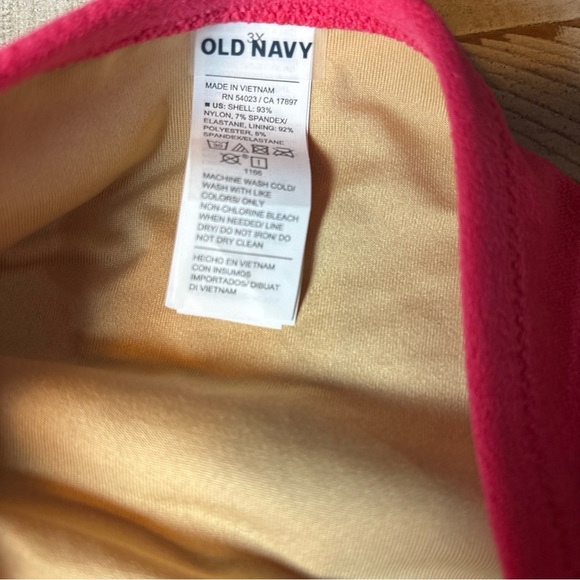 3X
OLD NAVY
MADE IN VIETNAM
RN 54023 / CA 17897
■ US: SHELL: 93%
NYLON, 7% SPANDEX/
ELASTANE, LINING: 92%
POLYESTER, 8%
SPANDEX/ELASTANE
1166
MACHINE WASH COLD/
WASH WITH LIKE
COLORS/ ONLY
NON-CHLORINE BLEACH
WHEN NEEDED/ LINE
DRY/ DO NOT IRON/ DO
NOT DRY CLEAN
HECHO EN VIETNAM
CON INSUMOS
IMPORTADOS/ DIBUAT
DI VIETNAM